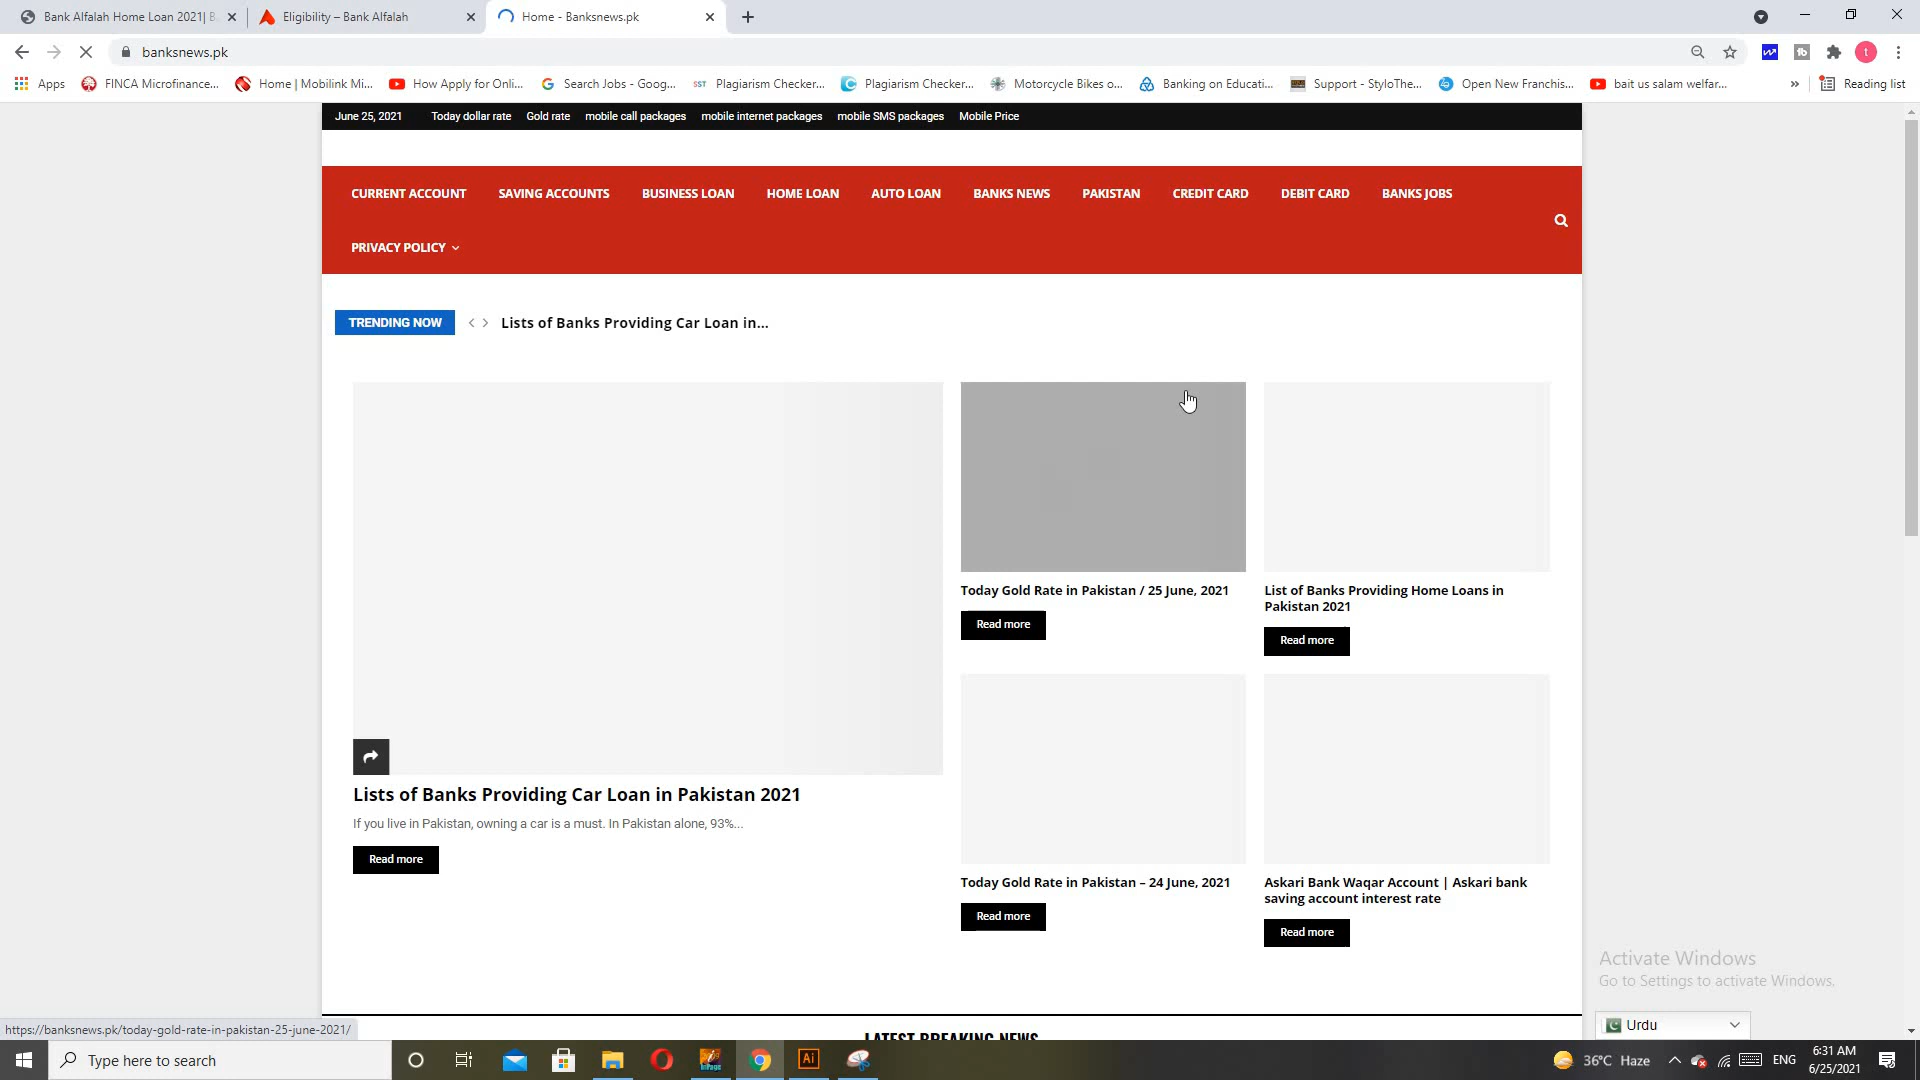 Bank Alfalah Home Loan 2021| B
Eligibility – Bank Alfalah
Home - Banksnews.pk
banksnews.pk
Apps
FINCA Microfinance...
Home | Mobilink Mi...
How Apply for Onli...
Search Jobs - Goog...
Plagiarism Checker...
Plagiarism Checker...
Motorcycle Bikes o...
Banking on Educati...
Support - StyloThe...
Open New Franchis...
bait us salam welfar...
»
Reading list
June 25, 2021
Today dollar rate
Gold rate
mobile call packages
mobile internet packages
mobile SMS packages
Mobile Price
CURRENT ACCOUNT
SAVING ACCOUNTS
BUSINESS LOAN
HOME LOAN
AUTO LOAN
BANKS NEWS
PAKISTAN
CREDIT CARD
DEBIT CARD
BANKS JOBS
PRIVACY POLICY
TRENDING NOW
Lists of Banks Providing Car Loan in...
Lists of Banks Providing Car Loan in Pakistan 2021
If you live in Pakistan, owning a car is a must. In Pakistan alone, 93%...
Read more
Today Gold Rate in Pakistan / 25 June, 2021
Read more
List of Banks Providing Home Loans in
Pakistan 2021
Read more
Today Gold Rate in Pakistan – 24 June, 2021
Read more
Askari Bank Waqar Account | Askari bank
saving account interest rate
Read more
LATEST BREAKING NEWS
Activate Windows
Go to Settings to activate Windows.
Urdu
https://banksnews.pk/today-gold-rate-in-pakistan-25-june-2021/
Type here to search
Ai
36°C Haze
ENG
6:31 AM
6/25/2021